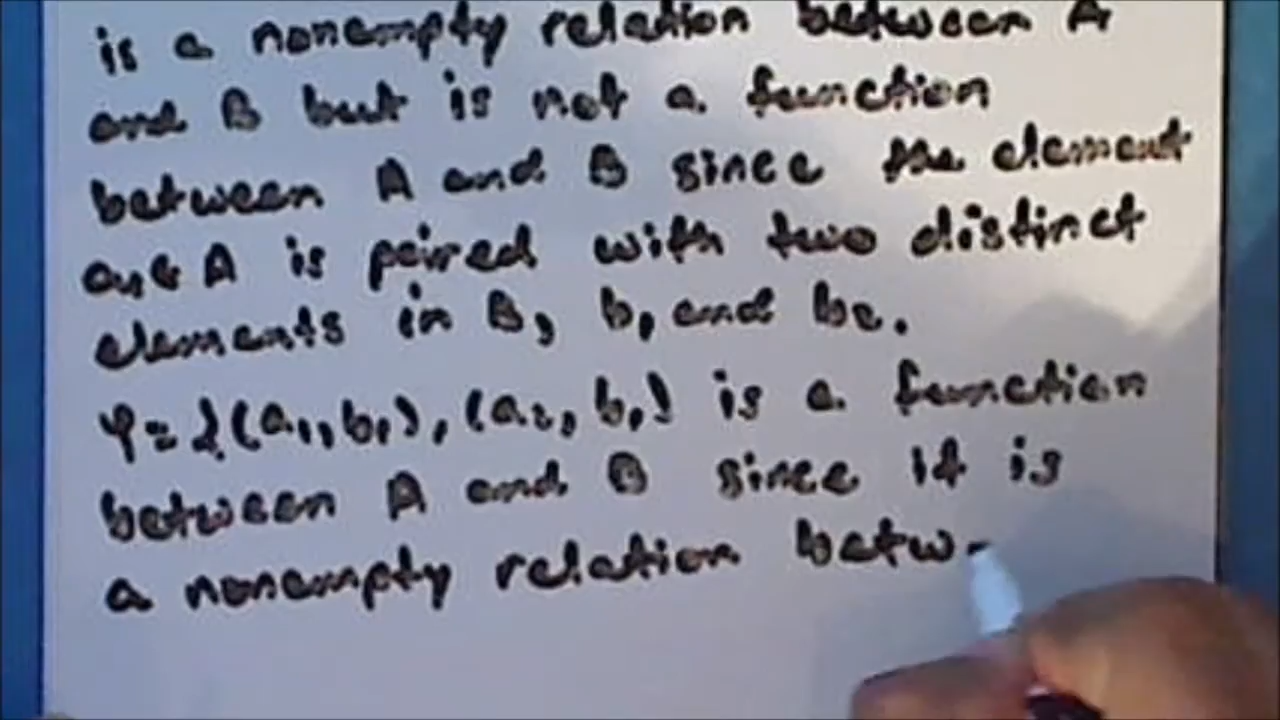 is a nonempty relation between A
and B but is not a function
between A and B since the element
a₁∈A is paired with two distinct
elements in B, b₁ and b₂.
φ={(a₁,b₁),(a₂,b₁) is a function
between A and B since it is
a nonempty relation betw